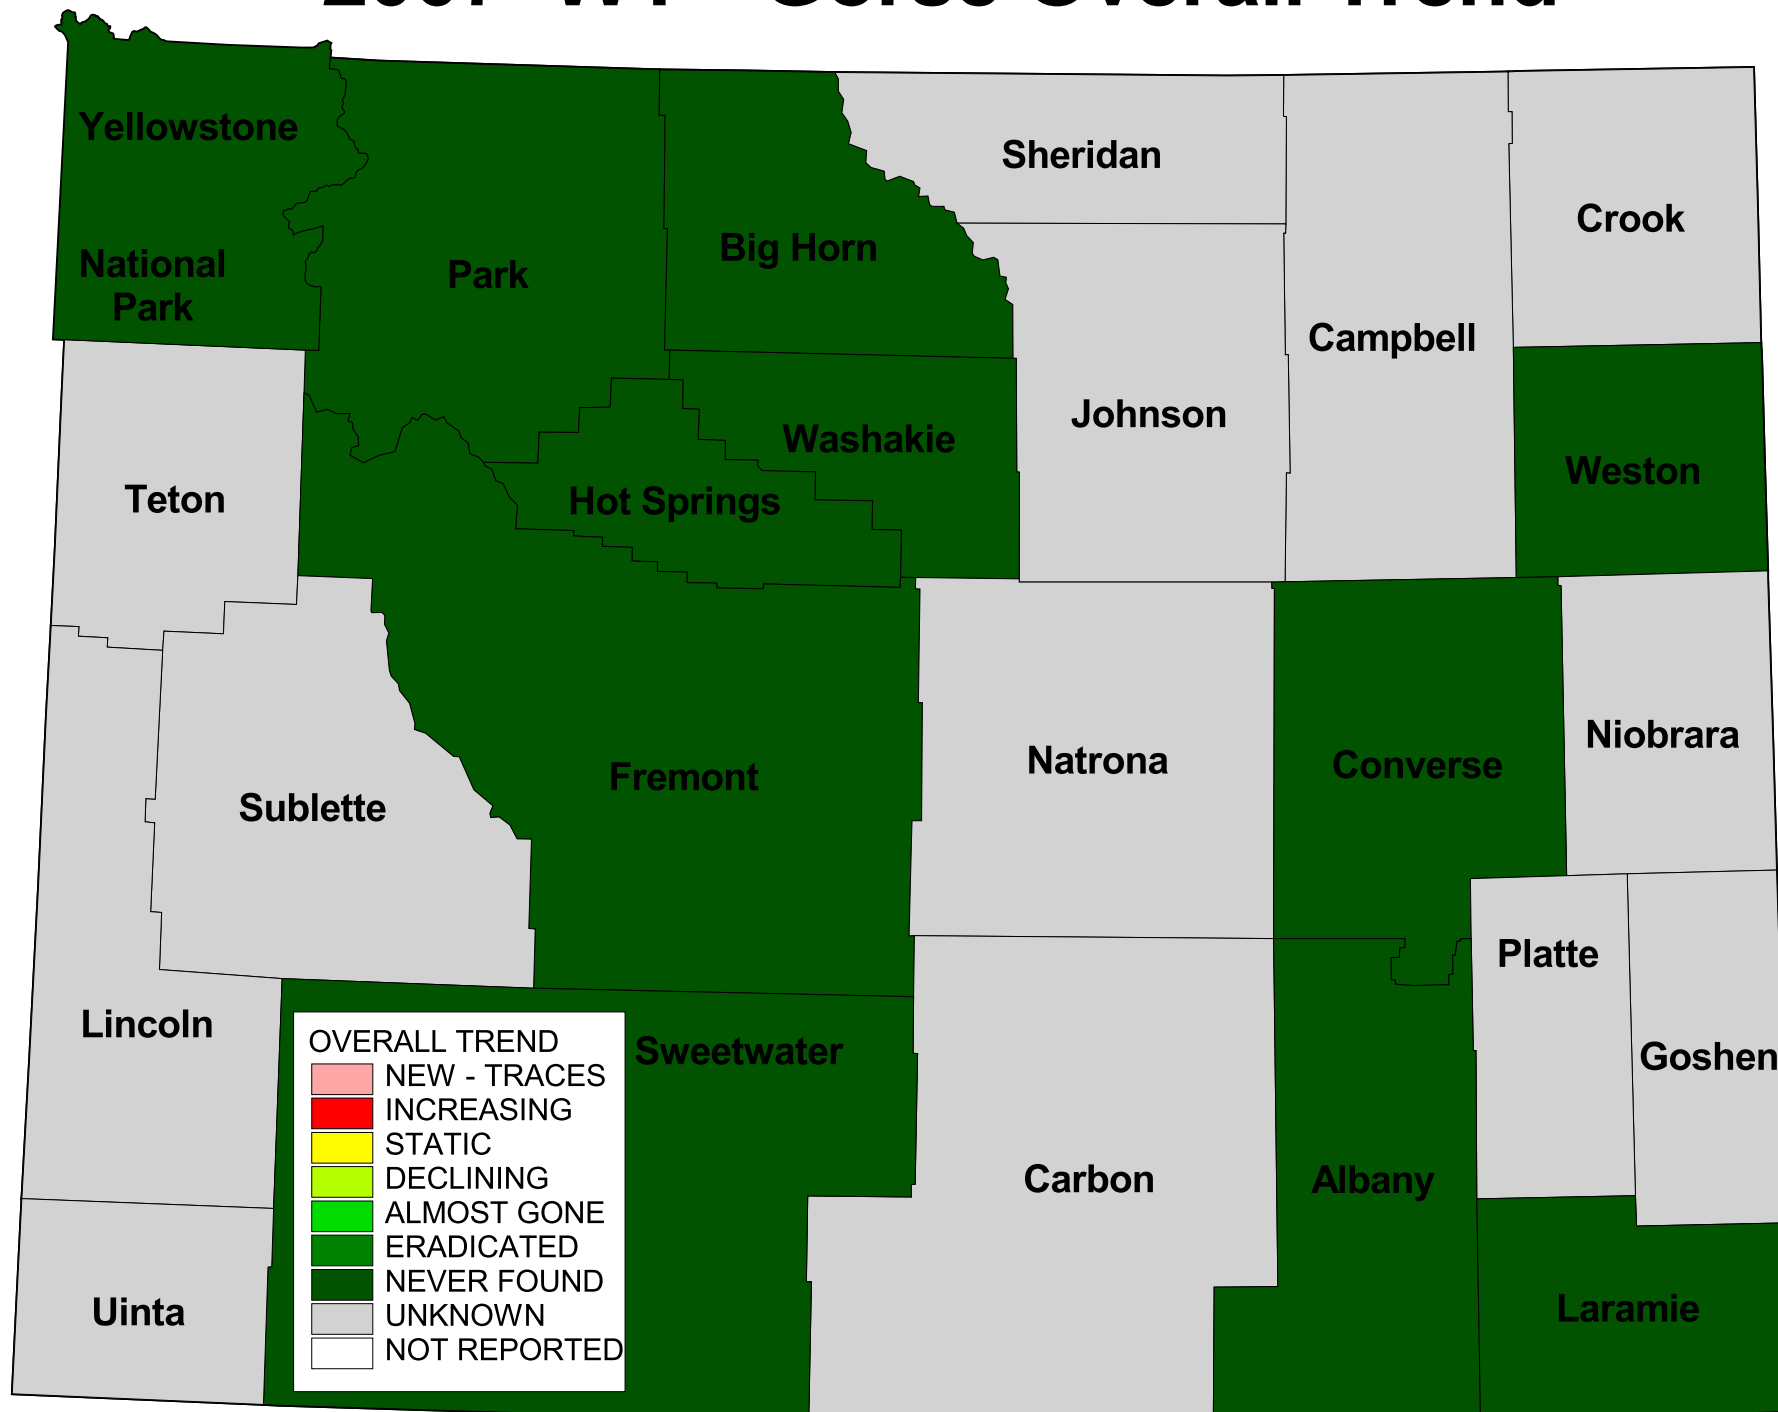 Yellowstone
National
Park
Park
Big Horn
Sheridan
Crook
Campbell
Johnson
Washakie
Weston
Teton
Hot Springs
Niobrara
Natrona
Converse
Fremont
Sublette
Platte
Lincoln
Sweetwater
Goshen
Carbon
Albany
Uinta
Laramie
OVERALL TREND
NEW - TRACES
INCREASING
STATIC
DECLINING
ALMOST GONE
ERADICATED
NEVER FOUND
UNKNOWN
NOT REPORTED